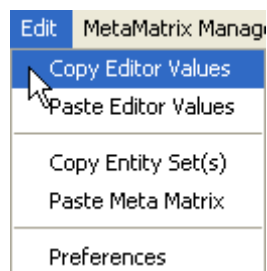 Edit MetaMatrix Manag
Copy Editor Values
Paste Editor Values
Copy Entity Set(s)
Paste Meta Matrix
Preferences